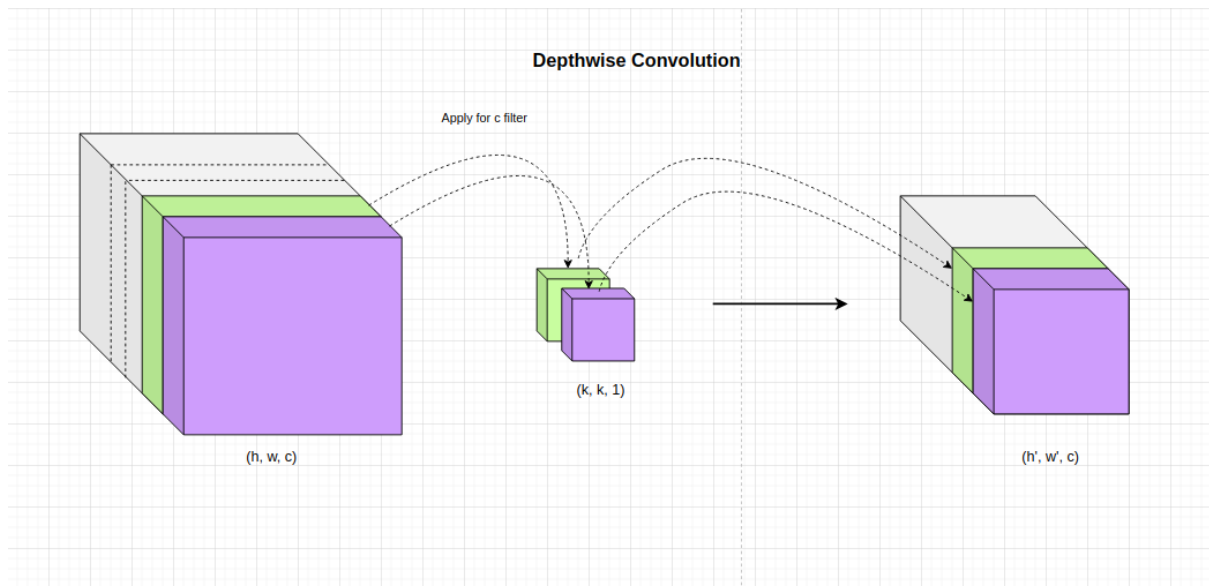 Depthwise Convolution
Apply for c filter
(k, k, 1)
(h, w, c)
(h', w', c)